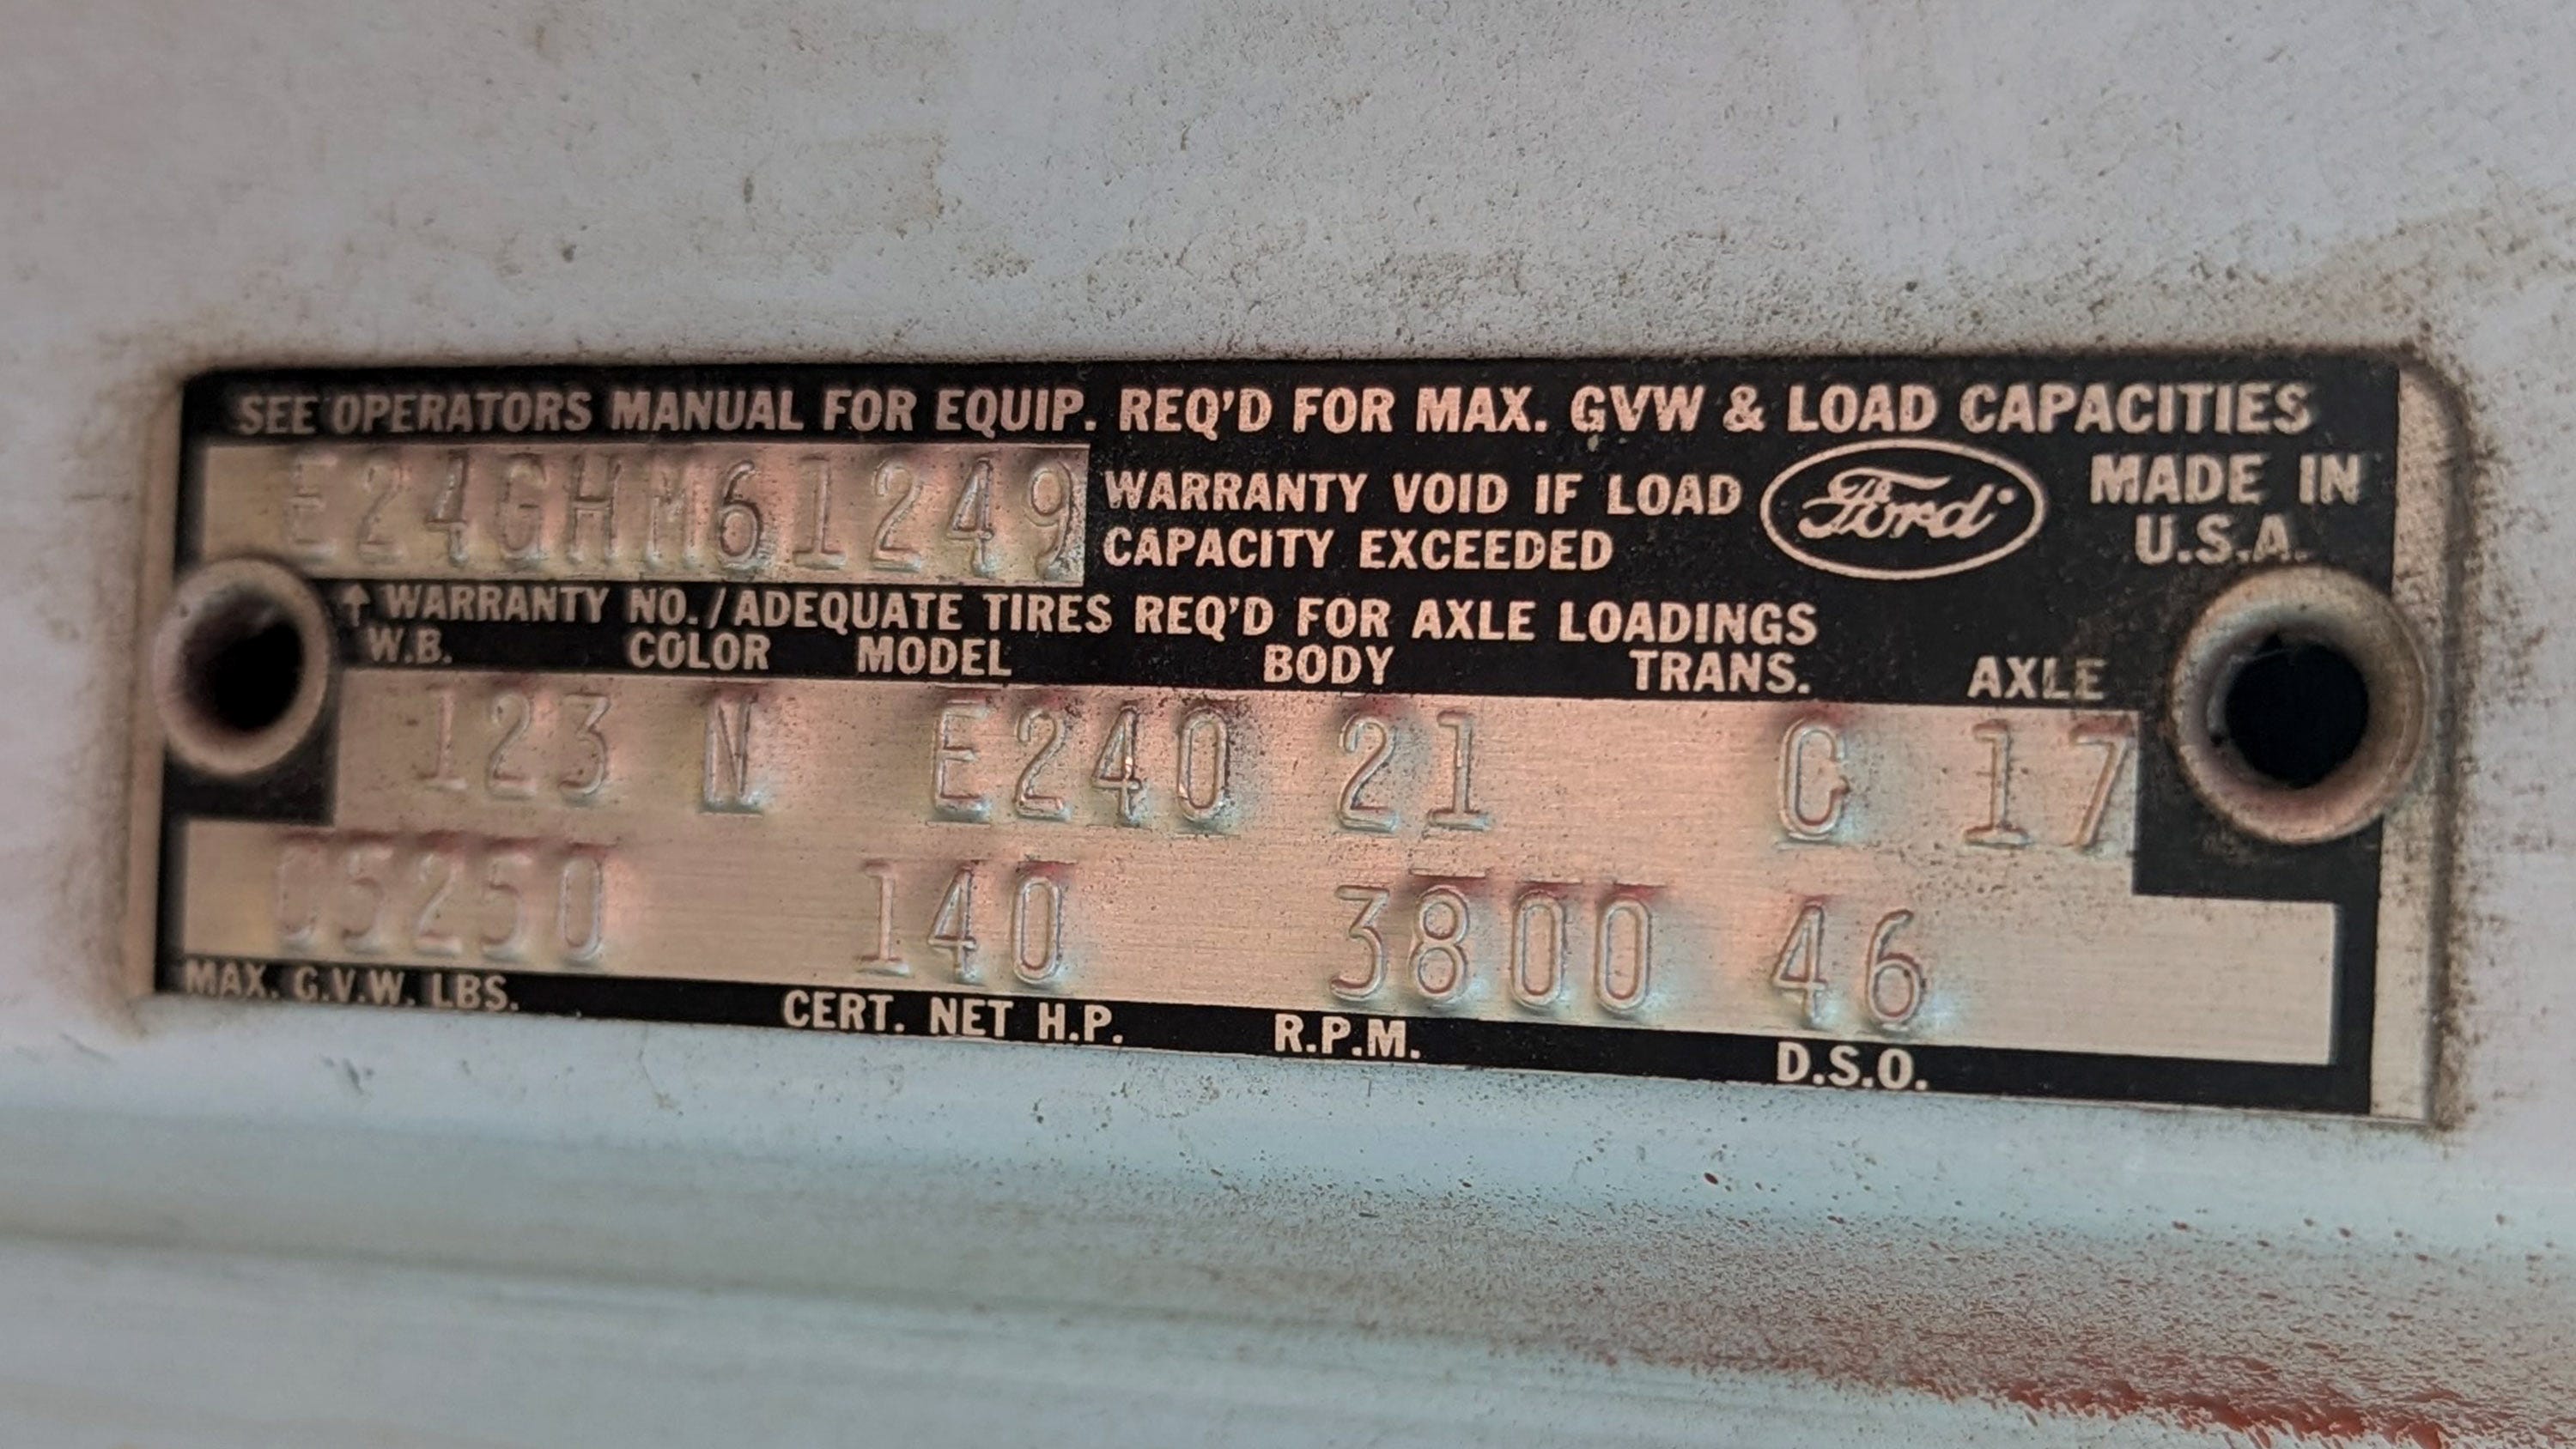 SEE OPERATORS MANUAL FOR EQUIP. REQ'D FOR MAX. GVW & LOAD CAPACITIES
E24GHM61249
WARRANTY VOID IF LOAD
CAPACITY EXCEEDED
Ford
MADE IN
U.S.A.
↑ WARRANTY NO./ADEQUATE TIRES REQ'D FOR AXLE LOADINGS
W.B. COLOR MODEL BODY TRANS. AXLE
123 N E240 21 G 17
05250 140 3800 46
MAX. G.V.W. LBS. CERT. NET H.P. R.P.M. D.S.O.